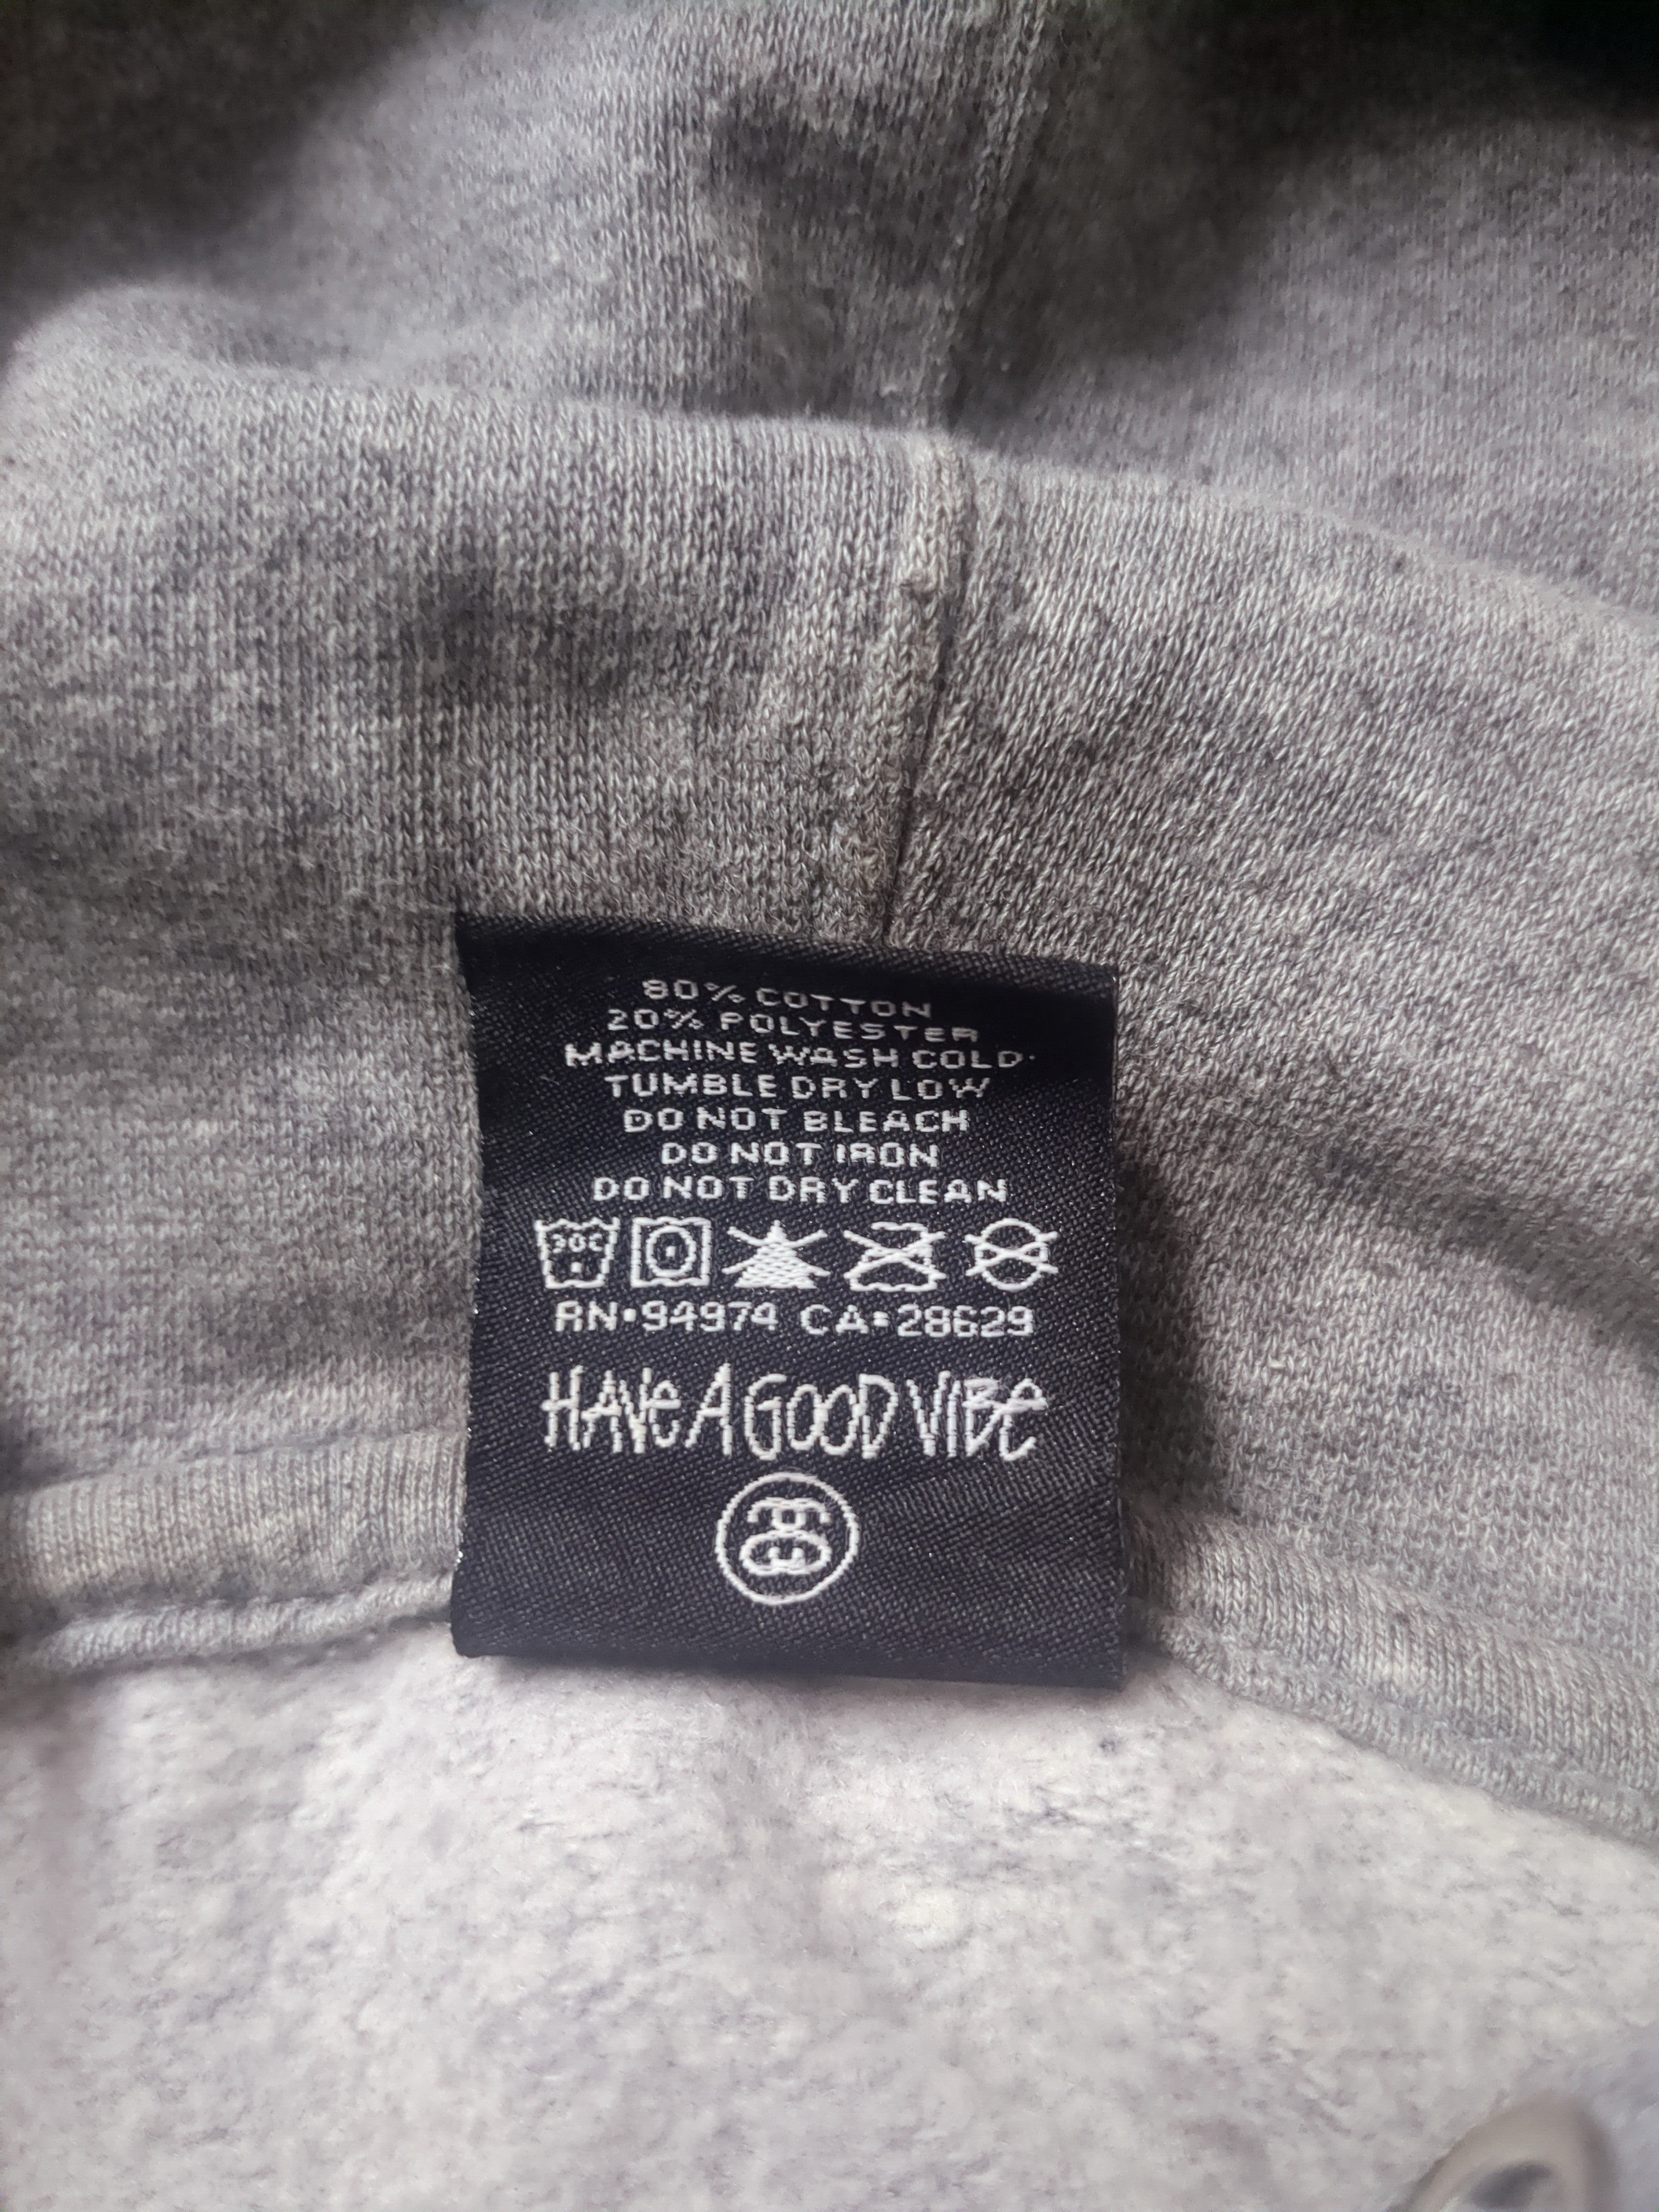 80% COTTON
20% POLYESTER
MACHINE WASH COLD
TUMBLE DRY LOW
DO NOT BLEACH
DO NOT IRON
DO NOT DRY CLEAN
30C
RN•94974 CA•28629
HAVE A GOOD VIBE